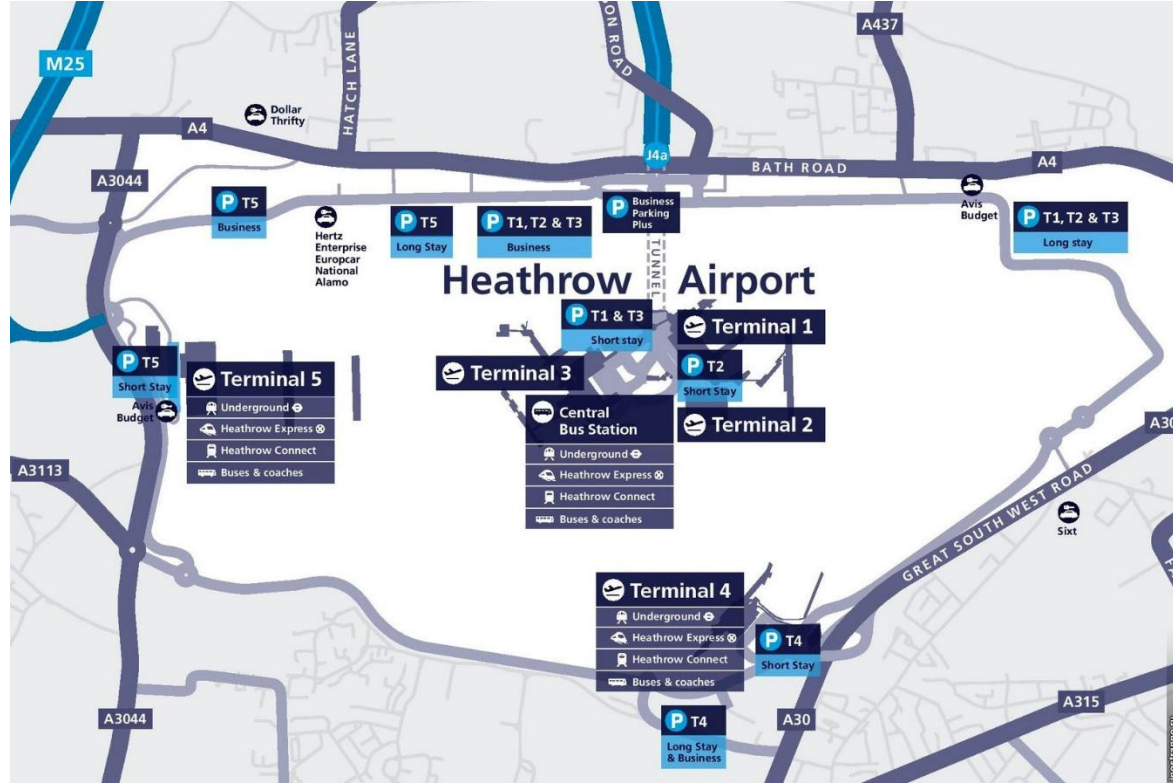 A437
M25
HATCH LANE
ON ROAD
Dollar
Thrifty
A4
J4a
BATH ROAD
A4
A3044
P T5
Business
Hertz
Enterprise
Europcar
National
Alamo
P T5
Long Stay
P T1, T2 & T3
Business
P Business
Parking
Plus
TUNNEL
Avis
Budget
P T1, T2 & T3
Long stay
Heathrow Airport
P T1 & T3
Short stay
Terminal 1
P T5
Short Stay
Avis
Budget
Terminal 5
Underground
Heathrow Express
Heathrow Connect
Buses & coaches
Terminal 3
P T2
Short Stay
Terminal 2
Central
Bus Station
Underground
Heathrow Express
Heathrow Connect
Buses & coaches
A30
A3113
GREAT SOUTH WEST ROAD
Sixt
Terminal 4
Underground
Heathrow Express
Heathrow Connect
Buses & coaches
P T4
Short Stay
A3044
P T4
Long Stay
& Business
A30
A315